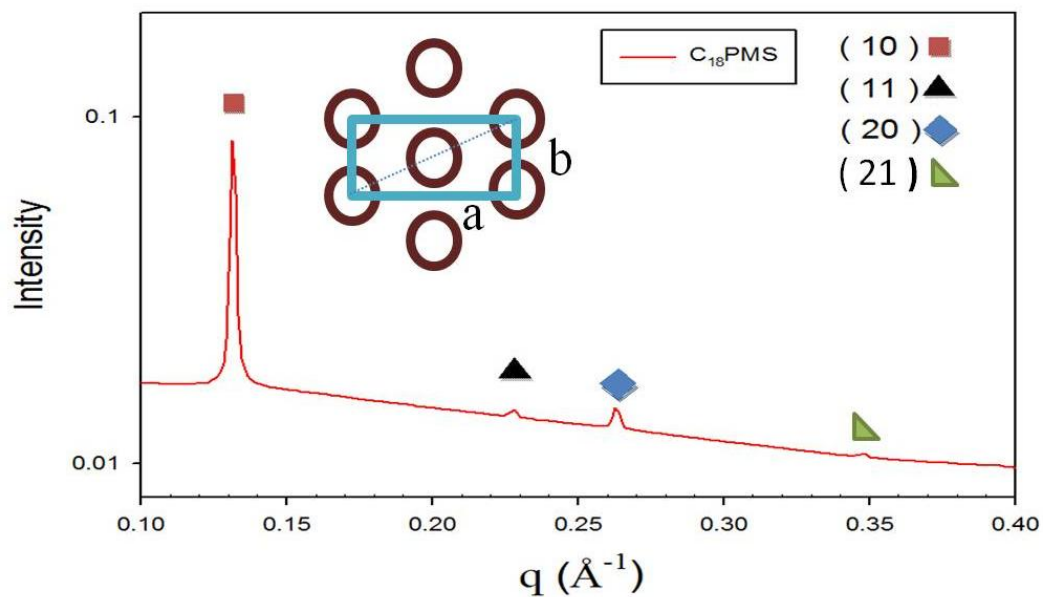 C₁₈PMS
( 10 )
( 11 )
( 20 )
( 21 )
a
b
Intensity
0.1
0.01
0.10 0.15 0.20 0.25 0.30 0.35 0.40
q (Å⁻¹)